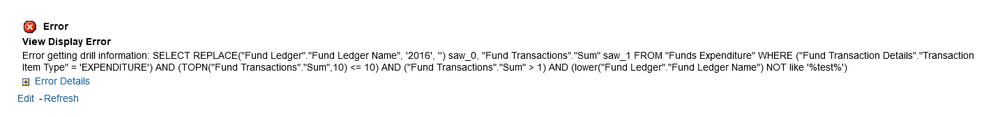 Error
View Display Error
Error getting drill information: SELECT REPLACE("Fund Ledger"."Fund Ledger Name", '2016', '') saw_0, "Fund Transactions"."Sum" saw_1 FROM "Funds Expenditure" WHERE ("Fund Transaction Details"."Transaction
Item Type" = 'EXPENDITURE') AND (TOPN("Fund Transactions"."Sum",10) <= 10) AND ("Fund Transactions"."Sum" > 1) AND (lower("Fund Ledger"."Fund Ledger Name") NOT like '%test%')
Error Details
Edit - Refresh